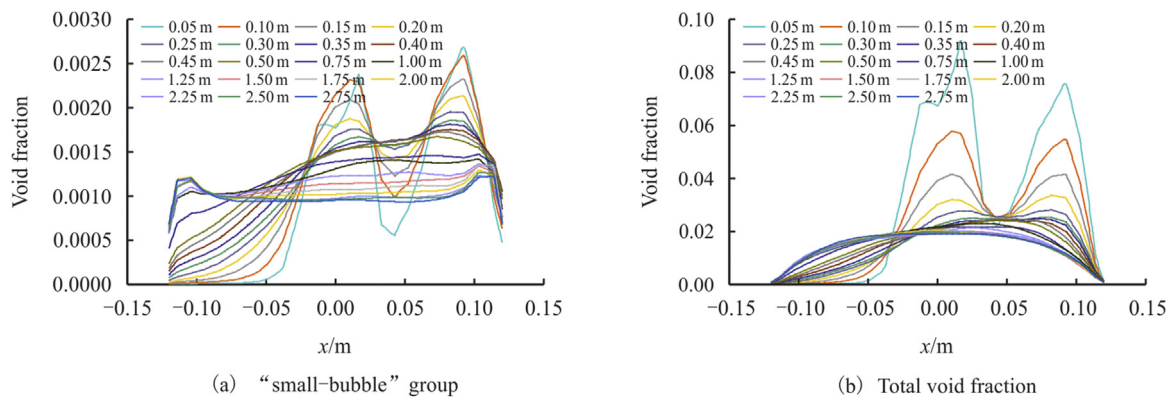 0.0030
0.0025
0.0020
0.0015
0.0010
0.0005
0.0000
Void fraction
0.05 m 0.10 m 0.15 m 0.20 m
0.25 m 0.30 m 0.35 m 0.40 m
0.45 m 0.50 m 0.75 m 1.00 m
1.25 m 1.50 m 1.75 m 2.00 m
2.25 m 2.50 m 2.75 m
−0.15 −0.10 −0.05 0.00 0.05 0.10 0.15
x/m
(a) “small−bubble” group
0.10
0.08
0.06
0.04
0.02
0.00
Void fraction
0.05 m 0.10 m 0.15 m 0.20 m
0.25 m 0.30 m 0.35 m 0.40 m
0.45 m 0.50 m 0.75 m 1.00 m
1.25 m 1.50 m 1.75 m 2.00 m
2.25 m 2.50 m 2.75 m
−0.15 −0.10 −0.05 0.00 0.05 0.10 0.15
x/m
(b) Total void fraction